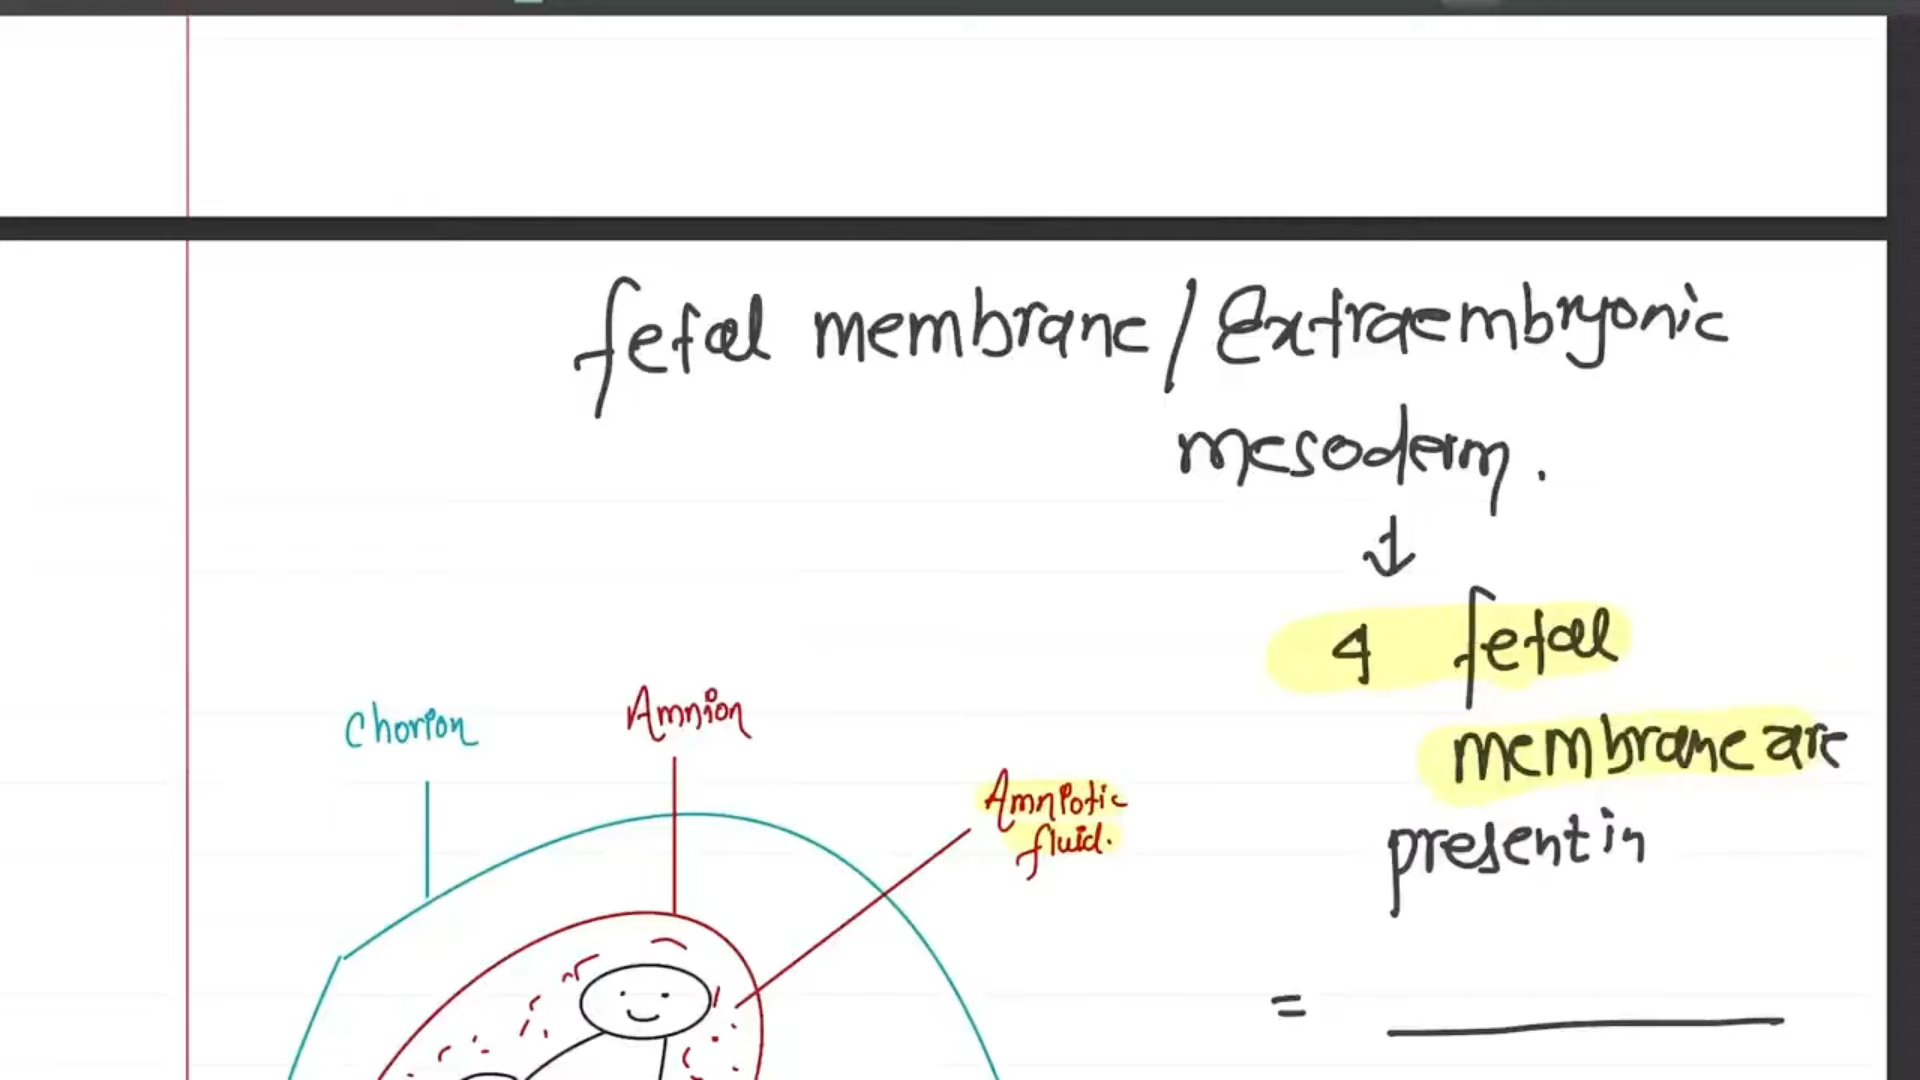 fetal membrane / Extraembryonic
mesoderm.
↓
4 fetal
membrane are
present in
=
Chorion
Amnion
Amniotic
fluid.